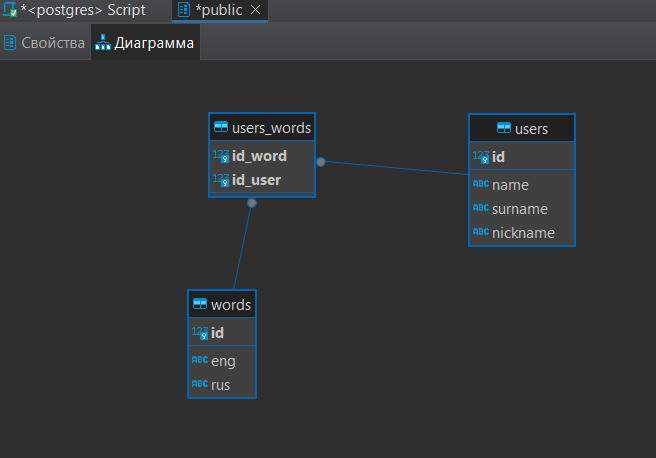 *<postgres> Script
*public
Свойства
Диаграмма
users_words
123 id_word
123 id_user
users
123 id
ABC name
ABC surname
ABC nickname
words
123 id
ABC eng
ABC rus